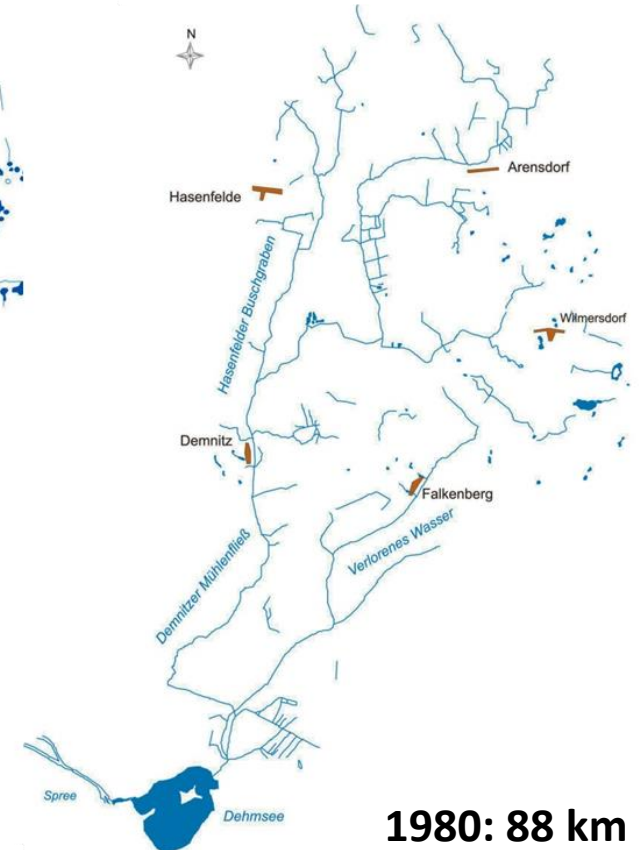 N
Arensdorf
Hasenfelde
Hasenfelder Buschgraben
Wilmersdorf
Demnitz
Falkenberg
Verlorenes Wasser
Demnitzer Mühlenfließ
Spree
Dehmsee
1980: 88 km